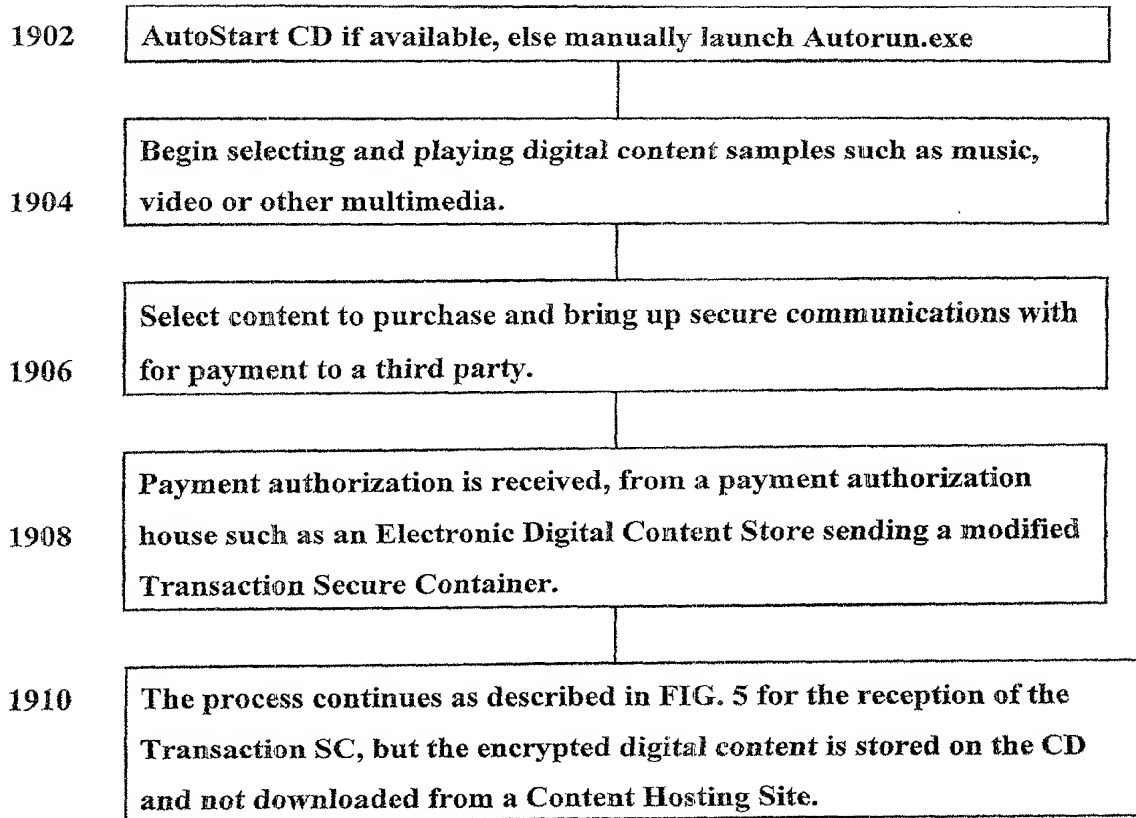 1902 AutoStart CD if available, else manually launch Autorun.exe
Begin selecting and playing digital content samples such as music,
1904 video or other multimedia.
Select content to purchase and bring up secure communications with
1906 for payment to a third party.
Payment authorization is received, from a payment authorization
1908 house such as an Electronic Digital Content Store sending a modified
Transaction Secure Container.
1910 The process continues as described in FIG. 5 for the reception of the
Transaction SC, but the encrypted digital content is stored on the CD
and not downloaded from a Content Hosting Site.